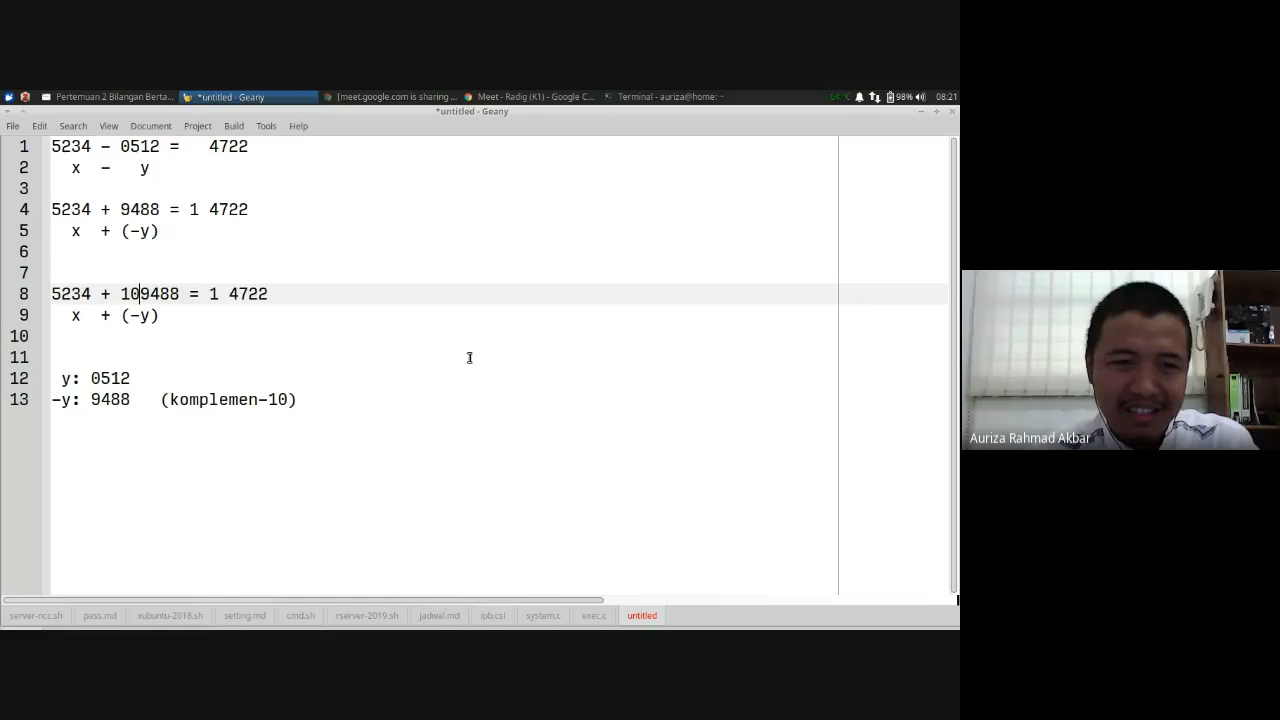 Pertemuan 2 Bilangan Berta...
*untitled - Geany
[meet.google.com is sharing ...
Meet - Radig (K1) - Google C...
Terminal - auriza@home: ~
64 °C
98%
08:21
*untitled - Geany
File Edit Search View Document Project Build Tools Help
1 5234 - 0512 =   4722
2   x  -   y
3
4 5234 + 9488 = 1 4722
5   x  + (-y)
6
7
8 5234 + 109488 = 1 4722
9   x  + (-y)
10
11
12  y: 0512
13 -y: 9488   (komplemen-10)
Auriza Rahmad Akbar
server-ncc.sh pass.md xubuntu-2018.sh setting.md cmd.sh rserver-2019.sh jadwal.md ipb.csl system.c exec.c untitled